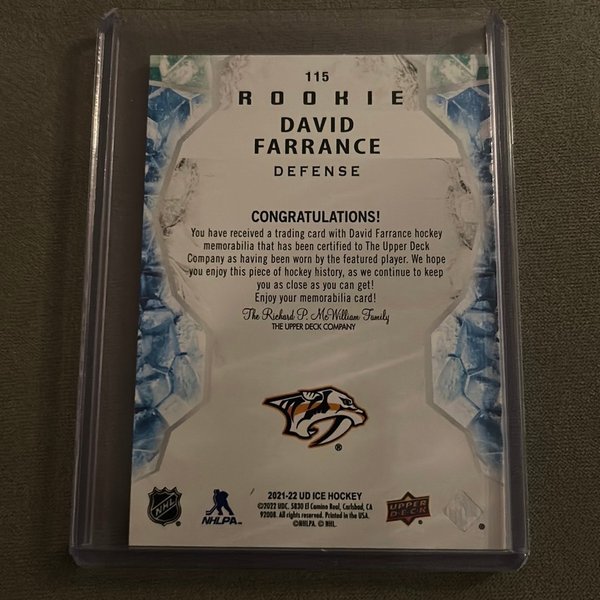 115
ROOKIE
DAVID
FARRANCE
DEFENSE
CONGRATULATIONS!
You have received a trading card with David Farrance hockey
memorabilia that has been certified to The Upper Deck
Company as having been worn by the featured player. We hope
you enjoy this piece of hockey history, as we continue to keep
you as close as you can get!
Enjoy your memorabilia card!
The Richard P. McWilliam Family
THE UPPER DECK COMPANY
®
2021-22 UD ICE HOCKEY
©2022 UDC. 5830 El Camino Real, Carlsbad, CA
92008. All rights reserved. Printed in the USA.
©NHLPA. © NHL.
NHL
NHLPA
UPPER
DECK